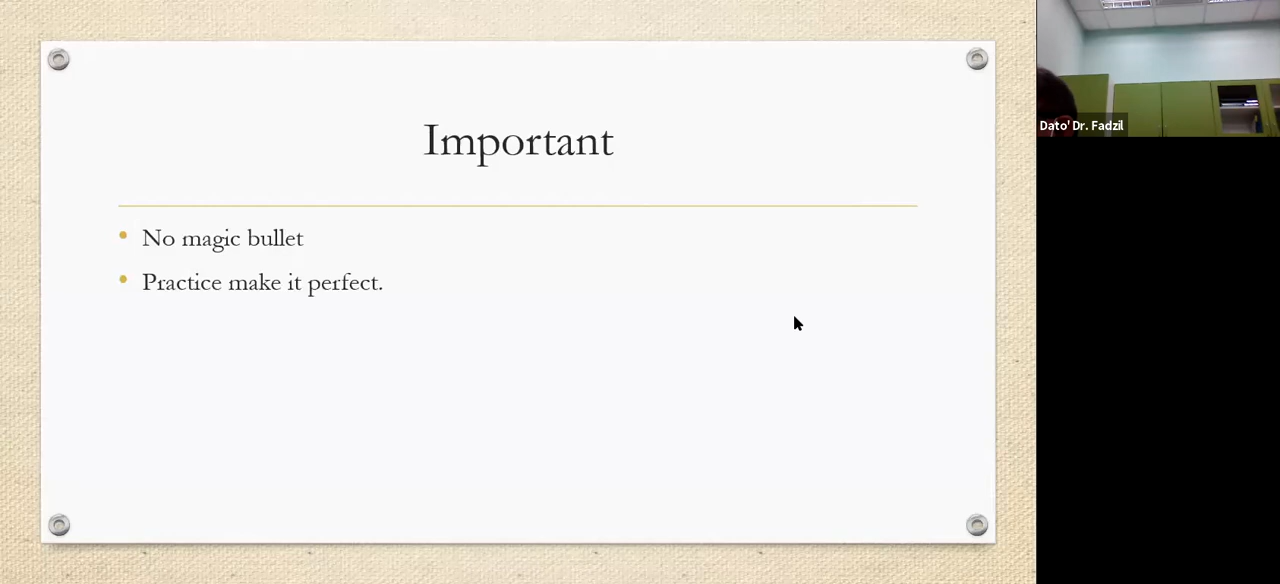 Important
No magic bullet
Practice make it perfect.
Dato' Dr. Fadzil